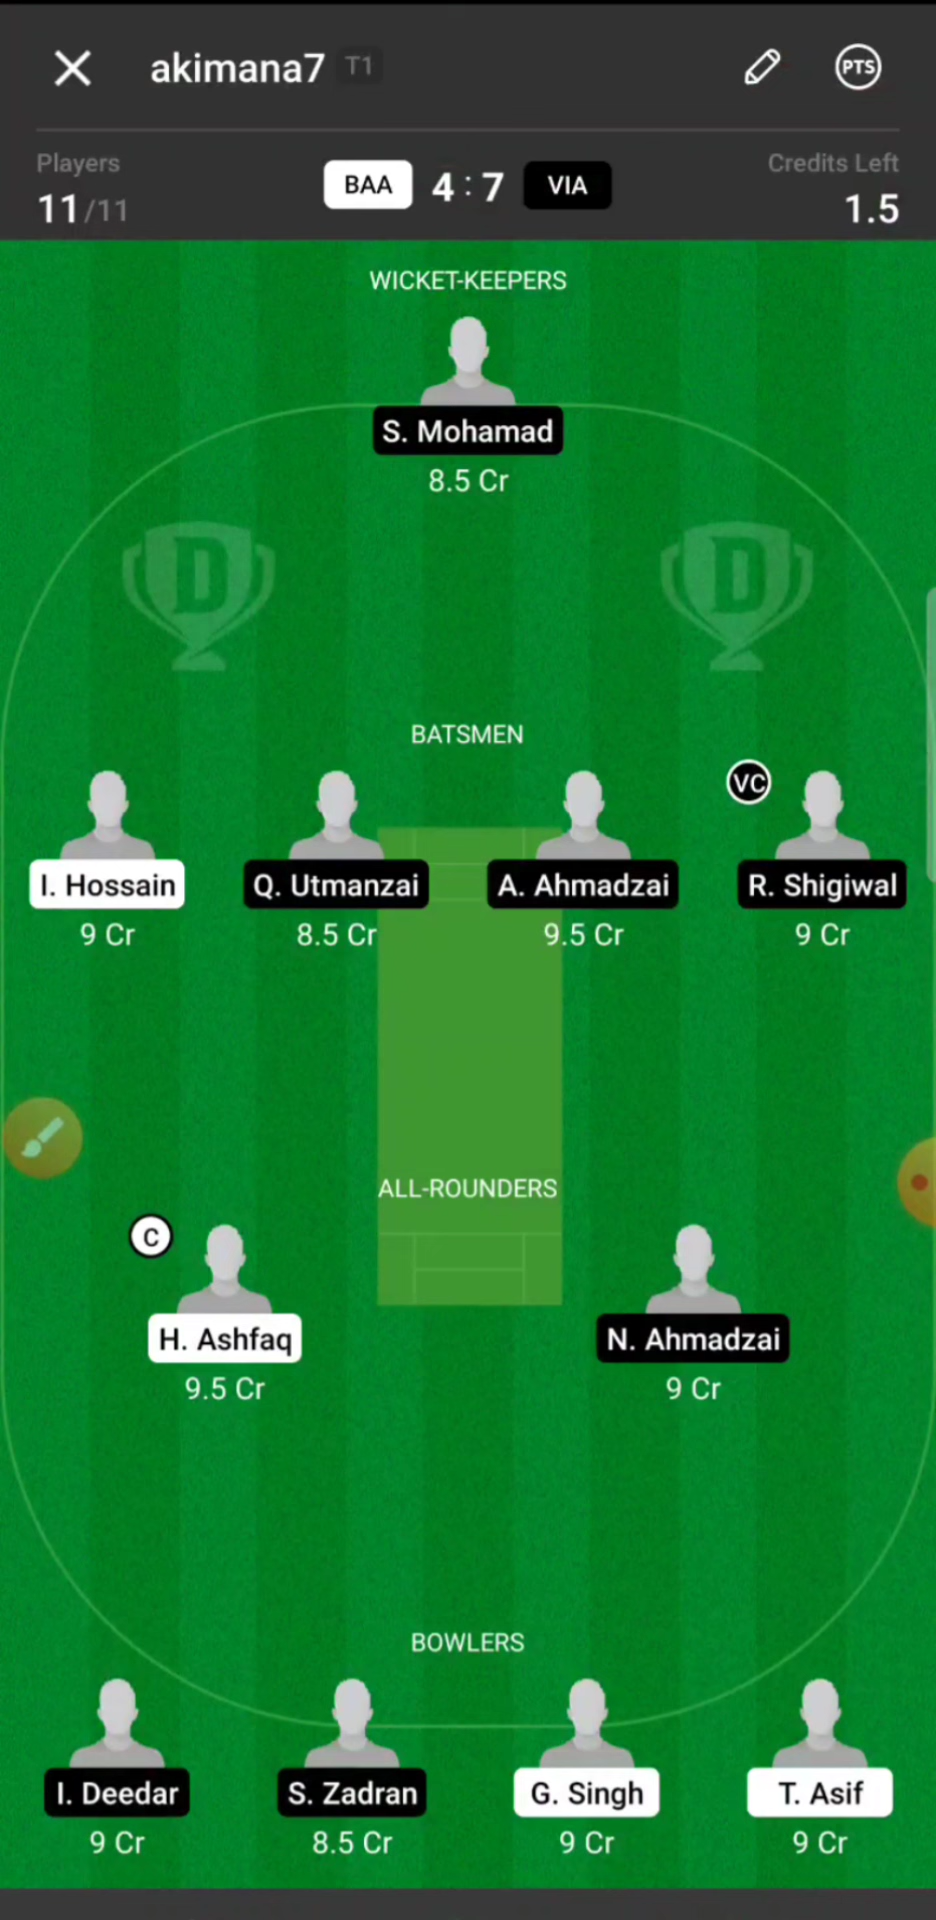 akimana7 T1
PTS
Players
Credits Left
11/11
BAA 4 : 7 VIA
1.5
WICKET-KEEPERS
S. Mohamad
8.5 Cr
D D
BATSMEN
VC
I. Hossain Q. Utmanzai A. Ahmadzai R. Shigiwal
9 Cr 8.5 Cr 9.5 Cr 9 Cr
ALL-ROUNDERS
C
H. Ashfaq N. Ahmadzai
9.5 Cr 9 Cr
BOWLERS
I. Deedar S. Zadran G. Singh T. Asif
9 Cr 8.5 Cr 9 Cr 9 Cr